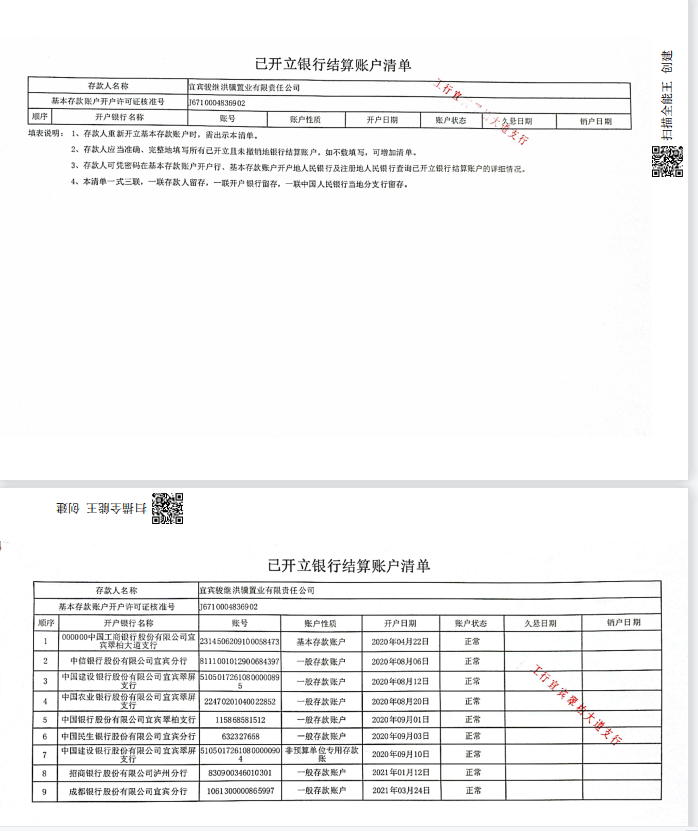 已开立银行结算账户清单
存款人名称 宜宾骏继洪骥置业有限责任公司
基本存款账户开户许可证核准号 J6710004836902
顺序 开户银行名称 账号 账户性质 开户日期 账户状态 久悬日期 销户日期
填表说明： 1、存款人重新开立基本存款账户时，需出示本清单。
2、存款人应当准确、完整地填写所有已开立且未撤销地银行结算账户，如不敷填写，可增加清单。
3、存款人可凭密码在基本存款账户开户行、基本存款账户开户地人民银行及注册地人民银行查询已开立银行结算账户的详细情况。
4、本清单一式三联，一联存款人留存，一联开户银行留存，一联中国人民银行当地分支行留存。
工行宜 大道支行
扫描全能王 创建
扫描全能王 创建
已开立银行结算账户清单
存款人名称 宜宾骏继洪骥置业有限责任公司
基本存款账户开户许可证核准号 J6710004836902
顺序 开户银行名称 账号 账户性质 开户日期 账户状态 久悬日期 销户日期
1 000000中国工商银行股份有限公司宜宾翠柏大道支行 2314506209100058473 基本存款账户 2020年04月22日 正常
2 中信银行股份有限公司宜宾分行 8111001012900684397 一般存款账户 2020年08月06日 正常
3 中国建设银行股份有限公司宜宾翠屏支行 51050172610800000895 一般存款账户 2020年08月12日 正常
4 中国农业银行股份有限公司宜宾翠屏支行 22470201040022852 一般存款账户 2020年08月20日 正常
5 中国银行股份有限公司宜宾翠柏支行 115868581512 一般存款账户 2020年09月01日 正常
6 中国民生银行股份有限公司宜宾分行 632327658 一般存款账户 2020年09月03日 正常
7 中国建设银行股份有限公司宜宾翠屏支行 51050172610800000904 非预算单位专用存款账 2020年09月10日 正常
8 招商银行股份有限公司泸州分行 830900346010301 一般存款账户 2021年01月12日 正常
9 成都银行股份有限公司宜宾分行 1061300000865997 一般存款账户 2021年03月24日 正常
工行宜宾翠柏大道支行